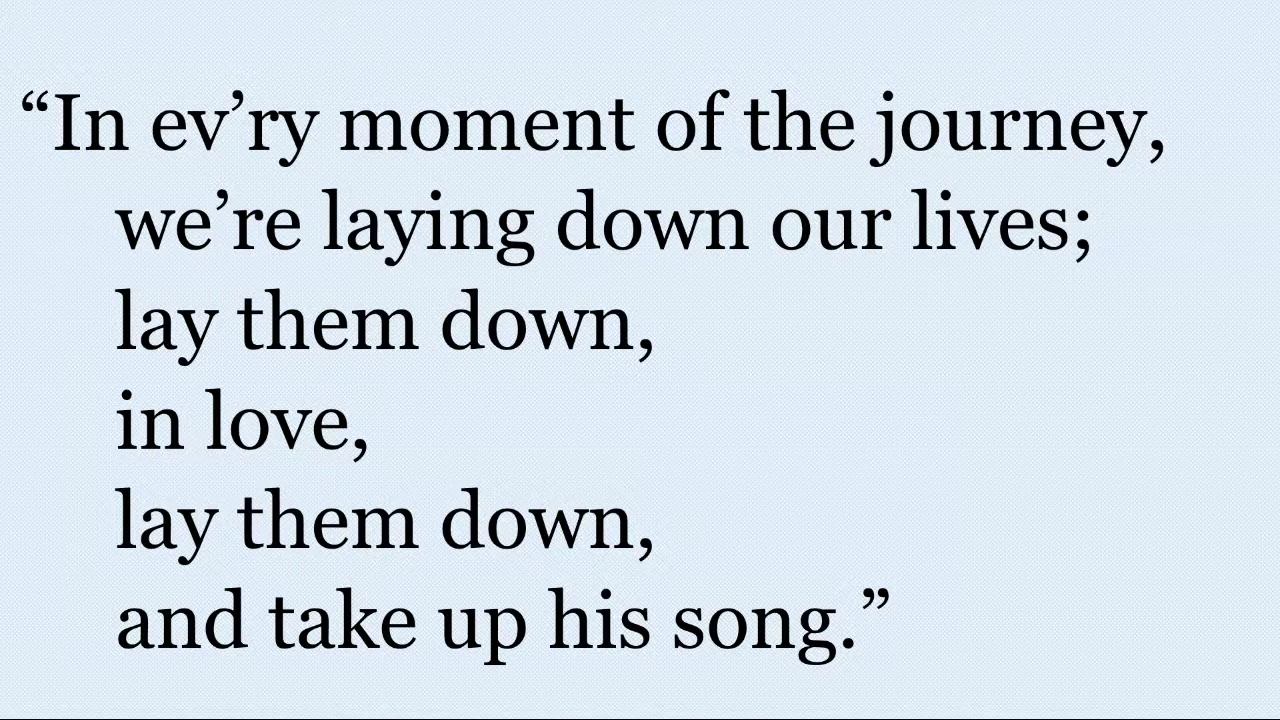 “In ev’ry moment of the journey,
we’re laying down our lives;
lay them down,
in love,
lay them down,
and take up his song.”